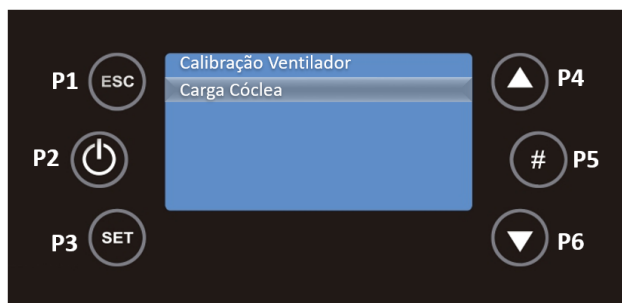 Calibração Ventilador
Carga Cóclea
P1 ESC
P4
P2
# P5
P3 SET
P6